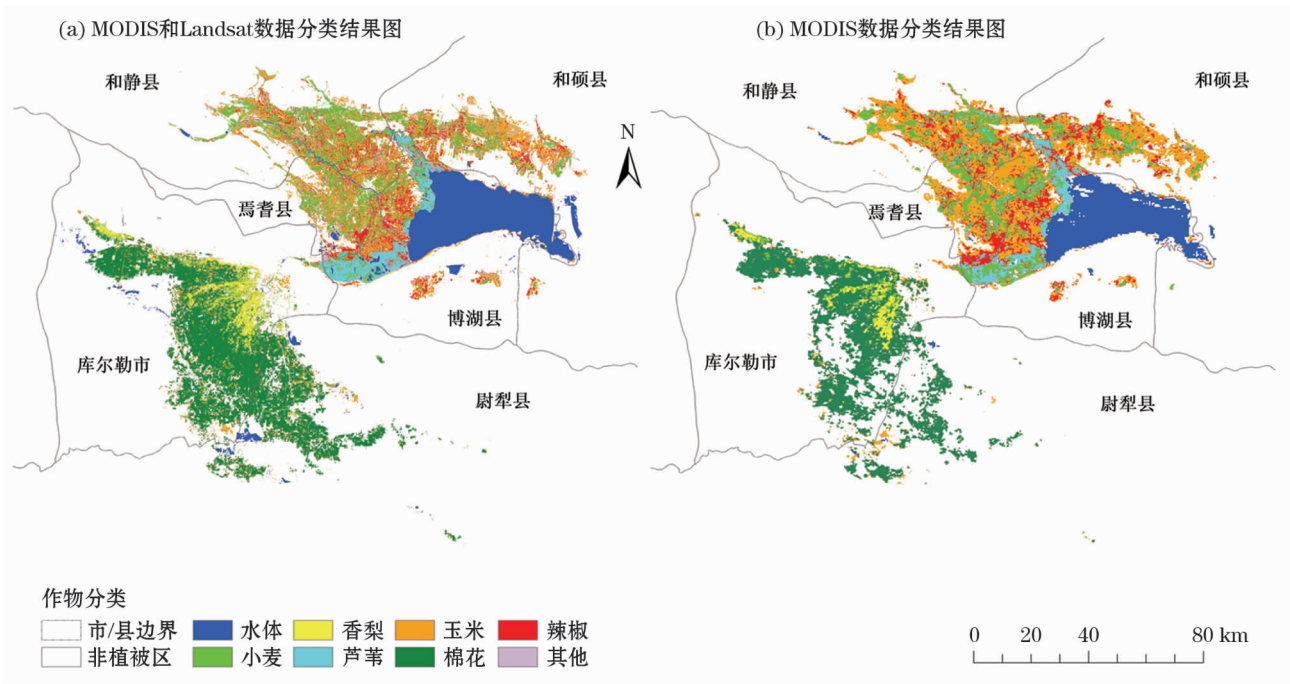 (a) MODIS和Landsat数据分类结果图
(b) MODIS数据分类结果图
和静县
和硕县
焉耆县
博湖县
库尔勒市
尉犁县
N
和静县
和硕县
焉耆县
博湖县
库尔勒市
尉犁县
作物分类
市/县边界 水体 香梨 玉米 辣椒
非植被区 小麦 芦苇 棉花 其他
0 20 40 80 km